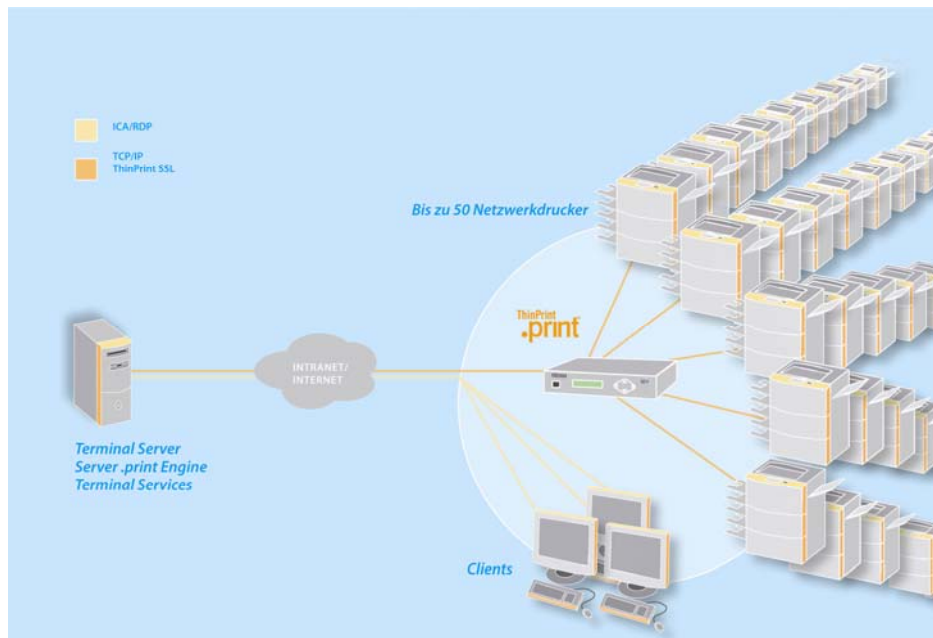 ICA/RDP
TCP/IP
ThinPrint SSL
Bis zu 50 Netzwerkdrucker
ThinPrint
.print
INTRANET/
INTERNET
Terminal Server
Server .print Engine
Terminal Services
Clients